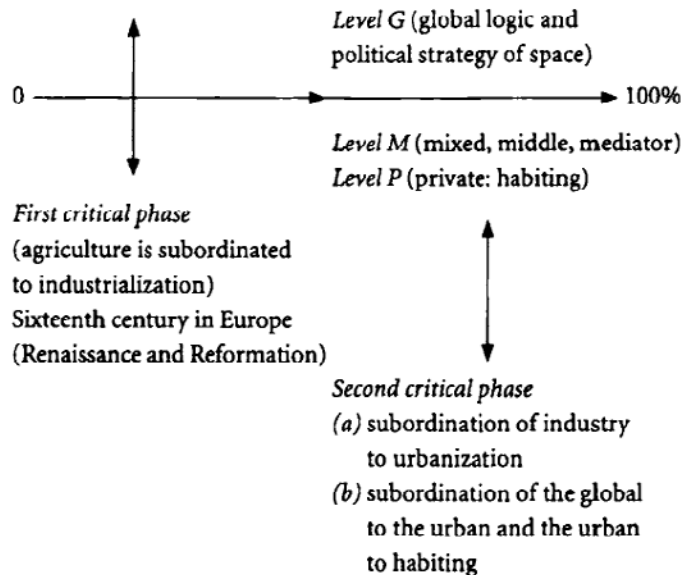 Level G (global logic and
political strategy of space)
0
100%
Level M (mixed, middle, mediator)
Level P (private: habiting)
First critical phase
(agriculture is subordinated
to industrialization)
Sixteenth century in Europe
(Renaissance and Reformation)
Second critical phase
(a) subordination of industry
to urbanization
(b) subordination of the global
to the urban and the urban
to habiting